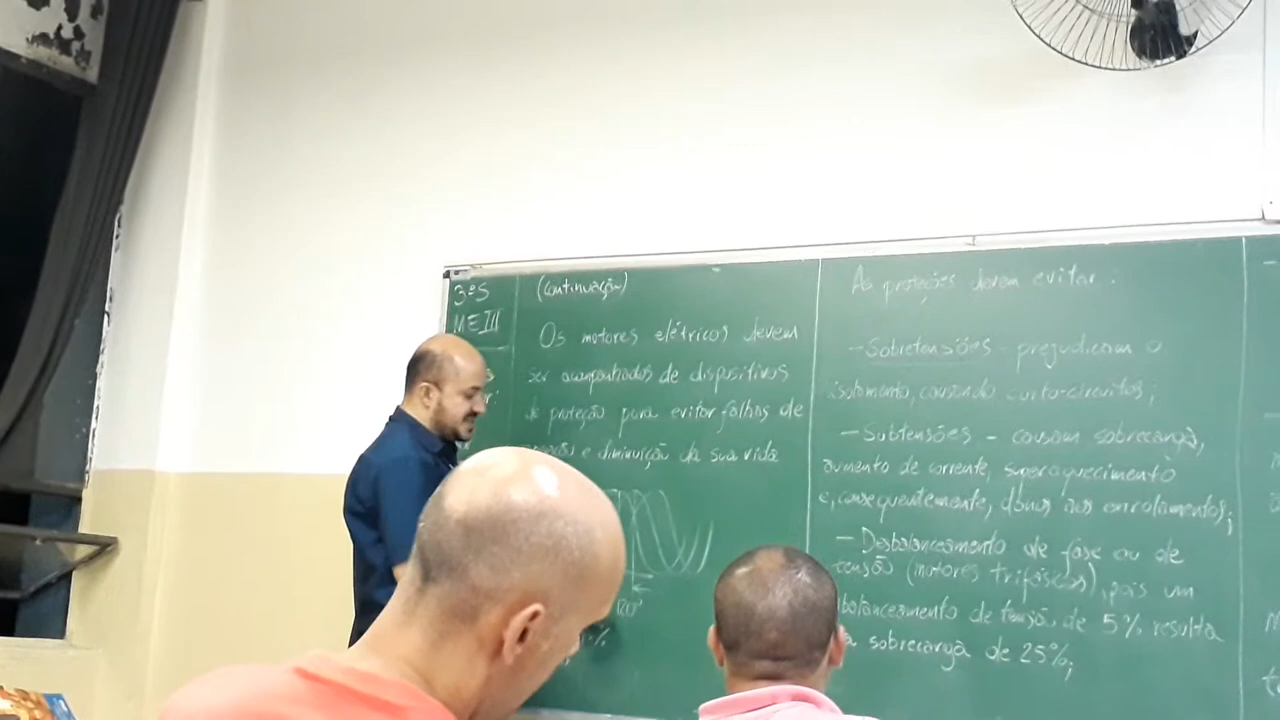 3ºS
MEIII
(continuação)
Os motores elétricos devem
ser acompanhados de dispositivos
de proteção para evitar falhas de
e diminuição da sua vida
120°
%
As proteções devem evitar:
- Sobretensões - prejudicam o
isolamento, causando curto-circuitos;
- Subtensões - causam sobrecarga,
aumento de corrente, superaquecimento
e, consequentemente, danos nos enrolamentos;
- Desbalanceamento de fase ou de
tensão (motores trifásicos), pois um
balanceamento de tensão de 5% resulta
sobrecarga de 25%;